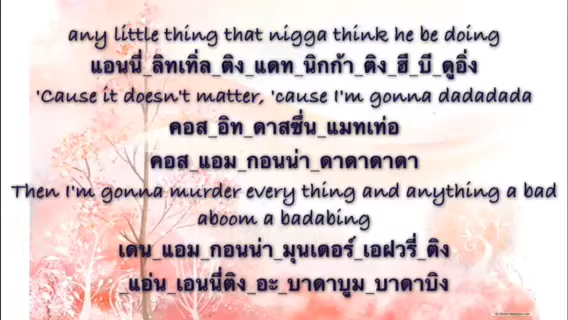 any little thing that nigga think he be doing
แอนนี่_ลิทเทิ่ล_ติง_แดท_นิกก้า_ติง_ฮี_บี_ดูอิ่ง
'Cause it doesn't matter, 'cause I'm gonna dadadada
คอส_อิท_ดาสซึ่น_แมทเท่อ
คอส_แอม_กอนน่า_ดาดาดาดา
Then I'm gonna murder every thing and anything a bad
aboom a badabing
เดน_แอม_กอนน่า_มุนเดอร์_เอฝวรี่_ติง
_แอ่น_เอนนี่ติง_อะ_บาดาบูม_บาดาบิง